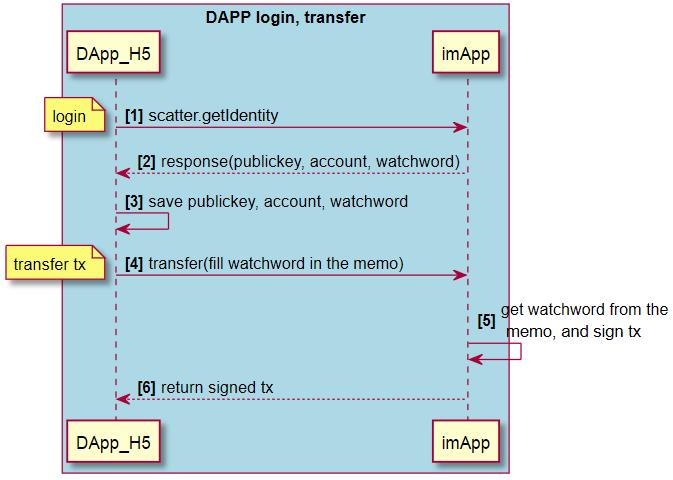 DAPP login, transfer
DApp_H5
imApp
login
[1] scatter.getIdentity
[2] response(publickey, account, watchword)
[3] save publickey, account, watchword
transfer tx
[4] transfer(fill watchword in the memo)
[5] get watchword from the
memo, and sign tx
[6] return signed tx
DApp_H5
imApp